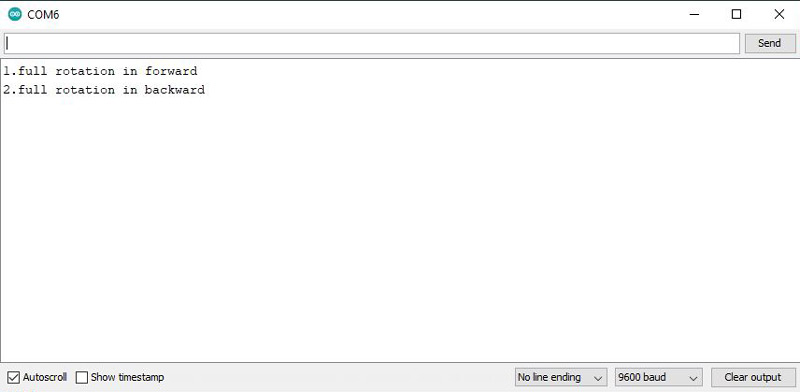 COM6
Send
1.full rotation in forward
2.full rotation in backward
Autoscroll Show timestamp No line ending 9600 baud Clear output